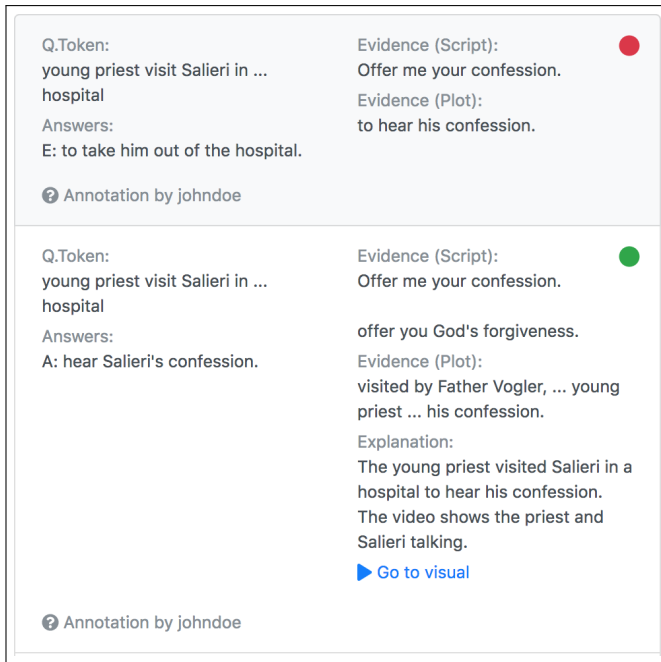 Q.Token:
young priest visit Salieri in ...
hospital
Answers:
E: to take him out of the hospital.
Evidence (Script):
Offer me your confession.
Evidence (Plot):
to hear his confession.
Annotation by johndoe
Q.Token:
young priest visit Salieri in ...
hospital
Answers:
A: hear Salieri's confession.
Evidence (Script):
Offer me your confession.
offer you God's forgiveness.
Evidence (Plot):
visited by Father Vogler, ... young
priest ... his confession.
Explanation:
The young priest visited Salieri in a
hospital to hear his confession.
The video shows the priest and
Salieri talking.
Go to visual
Annotation by johndoe